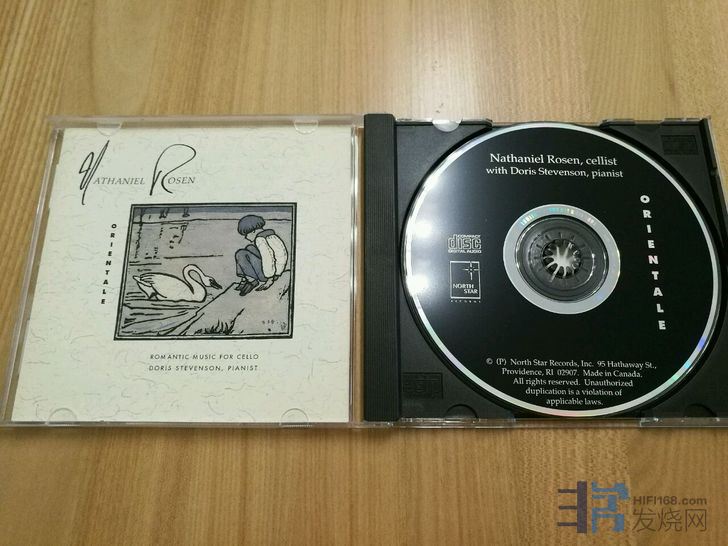 NATHANIEL ROSEN
ORIENTALE
ROMANTIC MUSIC FOR CELLO
DORIS STEVENSON, PIANIST
Nathaniel Rosen, cellist
with Doris Stevenson, pianist
COMPACT
disc
DIGITAL AUDIO
NORTH
STAR
RECORDS
ORIENTALE
© (P) North Star Records, Inc. 95 Hathaway St.,
Providence, RI 02907. Made in Canada.
All rights reserved. Unauthorized
duplication is a violation of
applicable laws.
HIFI168.com
发烧网